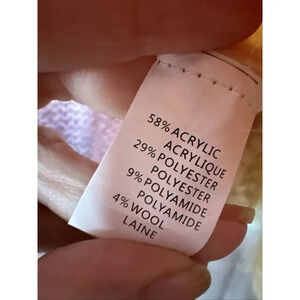 58% ACRYLIC
ACRYLIQUE
29% POLYESTER
POLYESTER
9% POLYAMIDE
POLYAMIDE
4% WOOL
LAINE